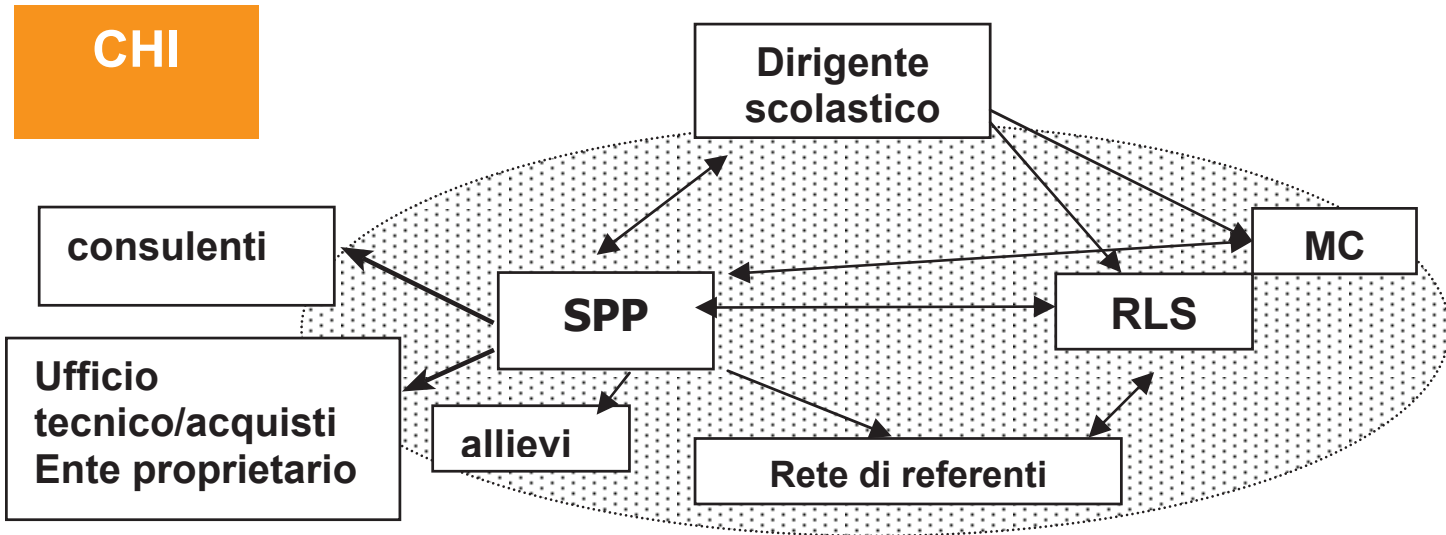 CHI
Dirigente
scolastico
consulenti
MC
SPP
RLS
Ufficio
tecnico/acquisti
Ente proprietario
allievi
Rete di referenti